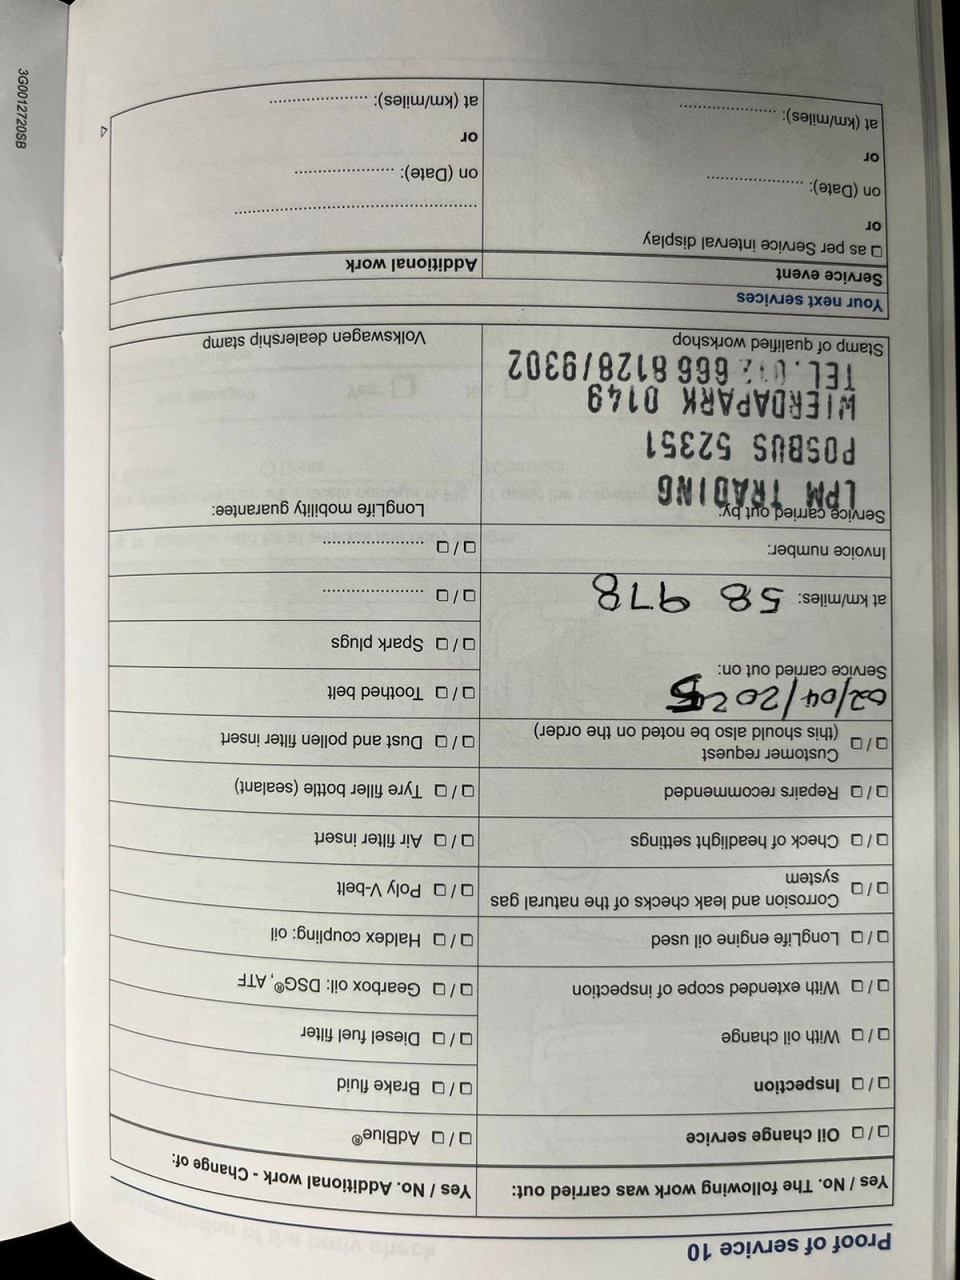 Proof of service 10
Yes / No. The following work was carried out:
☐ / ☐ Oil change service
☐ / ☐ Inspection
☐ / ☐ With oil change
☐ / ☐ With extended scope of inspection
☐ / ☐ LongLife engine oil used
☐ / ☐ Corrosion and leak checks of the natural gas
system
☐ / ☐ Check of headlight settings
☐ / ☐ Repairs recommended
☐ / ☐ Customer request
(this should also be noted on the order)
02/04/2025
Service carried out on:
at km/miles: 58 978
Invoice number:
Service carried out by:
LPM TRADING
POSBUS 52351
WIERDAPARK 0149
TEL. 012 666 8128/9302
Stamp of qualified workshop
Yes / No. Additional work - Change of:
☐ / ☐ AdBlue®
☐ / ☐ Brake fluid
☐ / ☐ Diesel fuel filter
☐ / ☐ Gearbox oil: DSG®, ATF
☐ / ☐ Haldex coupling: oil
☐ / ☐ Poly V-belt
☐ / ☐ Air filter insert
☐ / ☐ Tyre filler bottle (sealant)
☐ / ☐ Dust and pollen filter insert
☐ / ☐ Toothed belt
☐ / ☐ Spark plugs
☐ / ☐ ....................
☐ / ☐ ....................
LongLife mobility guarantee:
Volkswagen dealership stamp
Your next services
Service event
☐ as per Service interval display
or
on (Date): ....................
or
at (km/miles): ....................
Additional work
..................................................
on (Date): ....................
or
at (km/miles): ....................
3G0012720SB